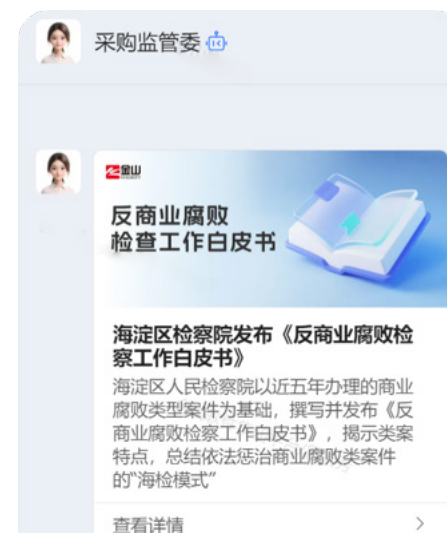 采购监管委
金山
反商业腐败
检查工作白皮书
海淀区检察院发布《反商业腐败检
察工作白皮书》
海淀区人民检察院以近五年办理的商业
腐败类型案件为基础，撰写并发布《反
商业腐败检察工作白皮书》，揭示类案
特点，总结依法惩治商业腐败类案件
的“海检模式”
查看详情